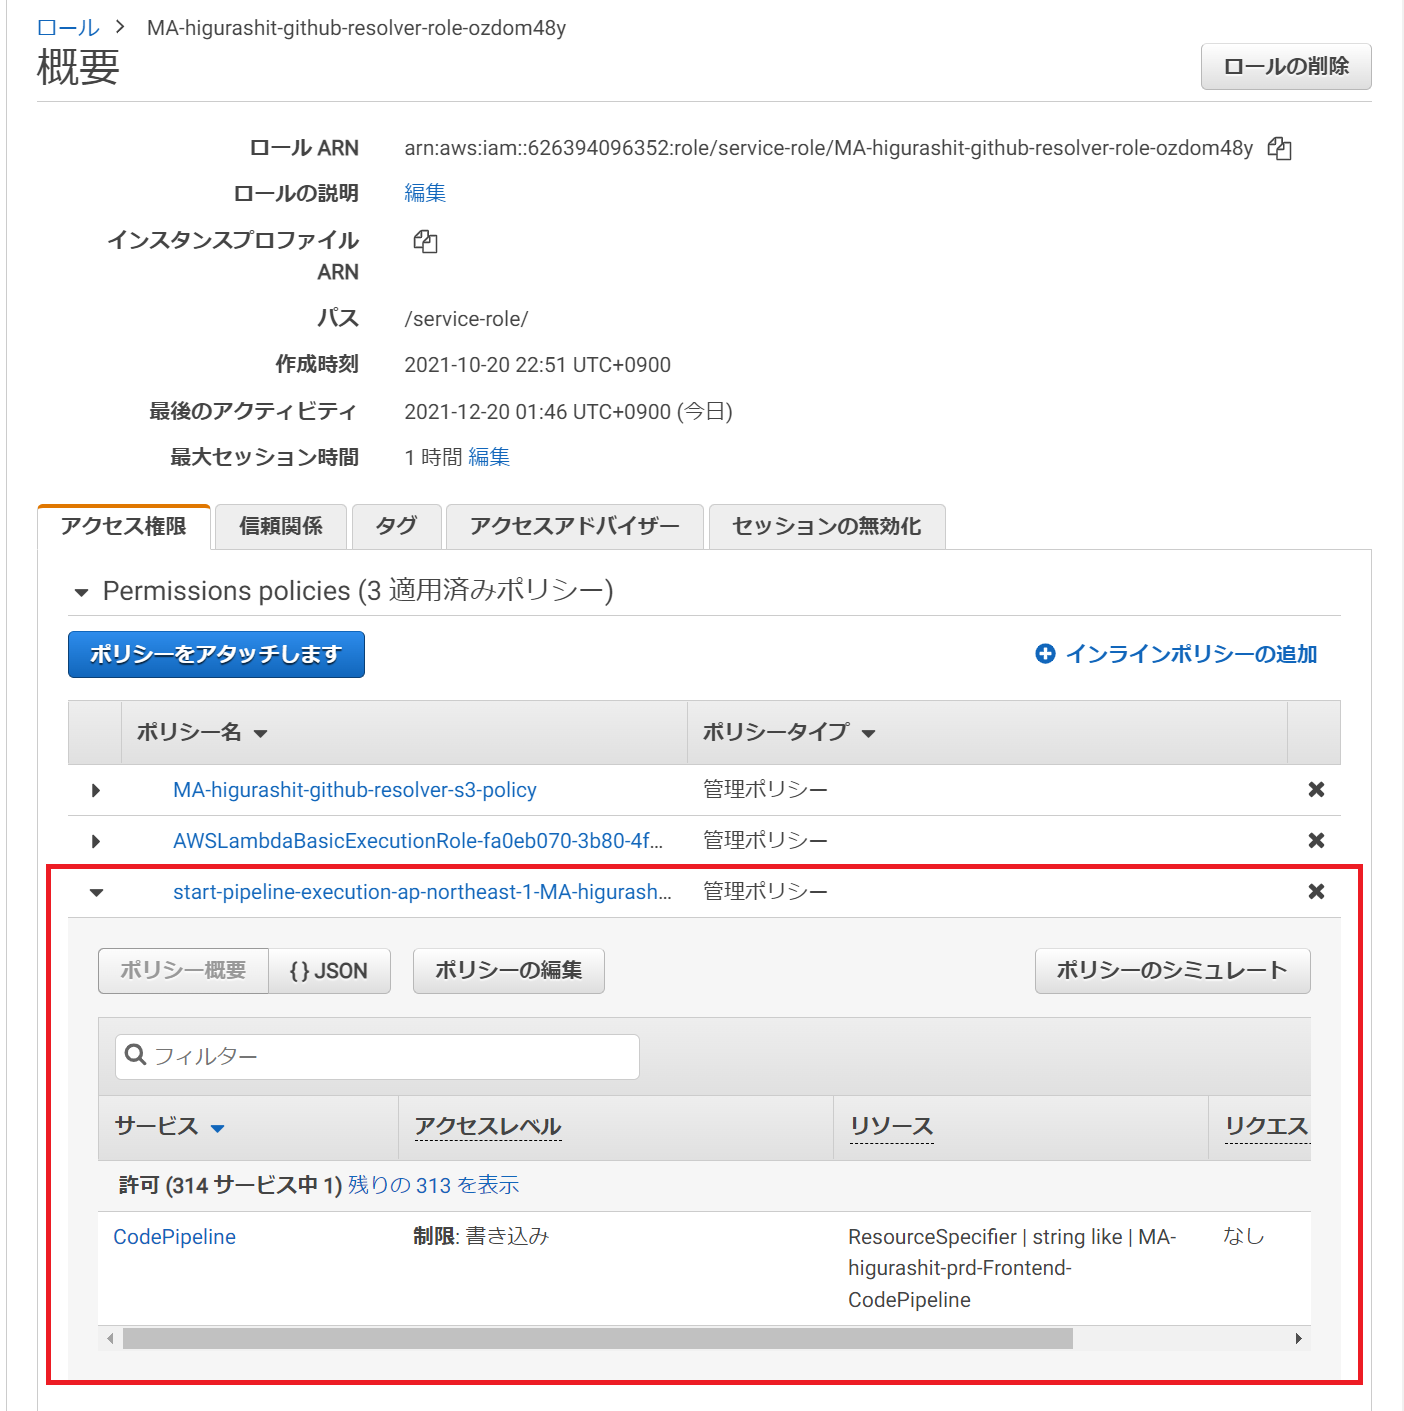 ロール > MA-higurashit-github-resolver-role-ozdom48y
概要
ロールの削除
ロール ARN arn:aws:iam::626394096352:role/service-role/MA-higurashit-github-resolver-role-ozdom48y
ロールの説明 編集
インスタンスプロファイル
ARN
パス /service-role/
作成時刻 2021-10-20 22:51 UTC+0900
最後のアクティビティ 2021-12-20 01:46 UTC+0900 (今日)
最大セッション時間 1 時間 編集
アクセス権限 信頼関係 タグ アクセスアドバイザー セッションの無効化
Permissions policies (3 適用済みポリシー)
ポリシーをアタッチします インラインポリシーの追加
ポリシー名 ポリシータイプ
MA-higurashit-github-resolver-s3-policy 管理ポリシー
AWSLambdaBasicExecutionRole-fa0eb070-3b80-4f... 管理ポリシー
start-pipeline-execution-ap-northeast-1-MA-higurash... 管理ポリシー
ポリシー概要 {} JSON ポリシーの編集 ポリシーのシミュレート
フィルター
サービス アクセスレベル リソース リクエス
許可 (314 サービス中 1) 残りの 313 を表示
CodePipeline 制限: 書き込み ResourceSpecifier | string like | MA- なし
higurashit-prd-Frontend-
CodePipeline